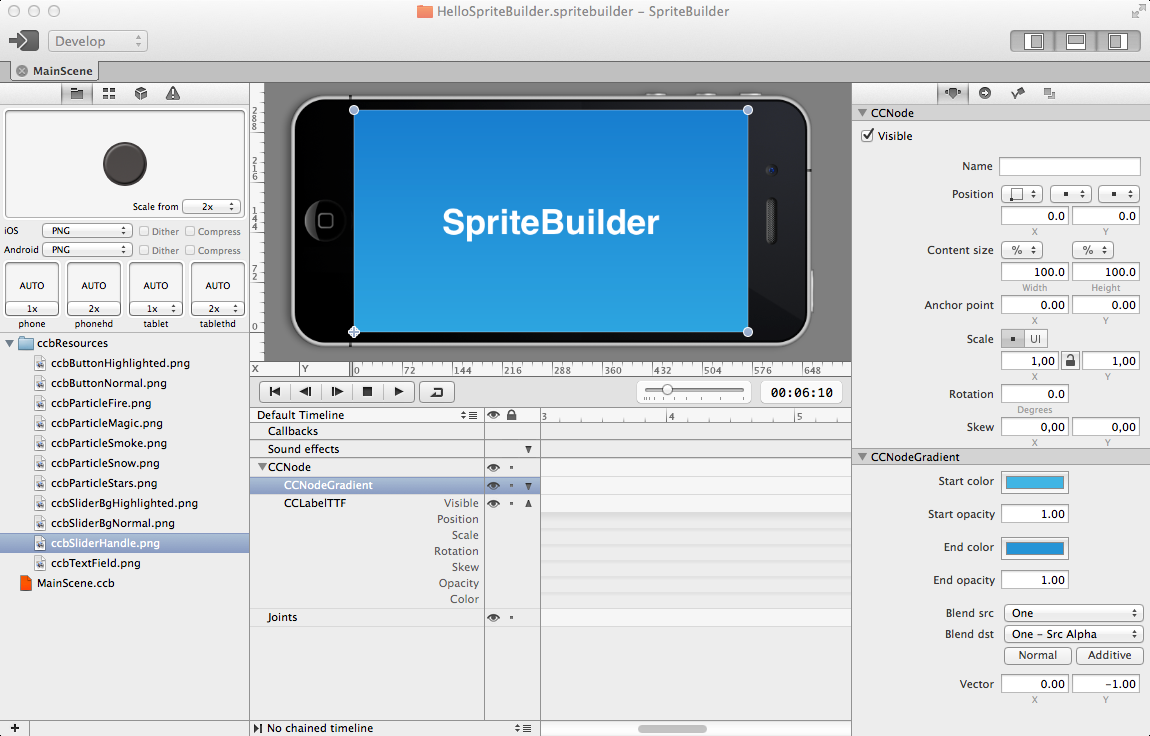 HelloSpriteBuilder.spritebuilder – SpriteBuilder
Develop
MainScene
Scale from 2x
iOS PNG Dither Compress
Android PNG Dither Compress
AUTO AUTO AUTO AUTO
1x 2x 1x 2x
phone phonehd tablet tablethd
ccbResources
ccbButtonHighlighted.png
ccbButtonNormal.png
ccbParticleFire.png
ccbParticleMagic.png
ccbParticleSmoke.png
ccbParticleSnow.png
ccbParticleStars.png
ccbSliderBgHighlighted.png
ccbSliderBgNormal.png
ccbSliderHandle.png
ccbTextField.png
MainScene.ccb
288
216
144
72
0
SpriteBuilder
X Y 0 72 144 216 288 360 432 504 576 648
00:06:10
Default Timeline 3 4 5
Callbacks
Sound effects
CCNode
CCNodeGradient
CCLabelTTF Visible
Position
Scale
Rotation
Skew
Opacity
Color
Joints
No chained timeline
CCNode
Visible
Name
Position
0.0 0.0
X Y
Content size % %
100.0 100.0
Width Height
Anchor point 0.00 0.00
X Y
Scale UI
1,00 1,00
X Y
Rotation 0.0
Degrees
Skew 0,00 0,00
X Y
CCNodeGradient
Start color
Start opacity 1.00
End color
End opacity 1.00
Blend src One
Blend dst One – Src Alpha
Normal Additive
Vector 0.00 −1.00
X Y